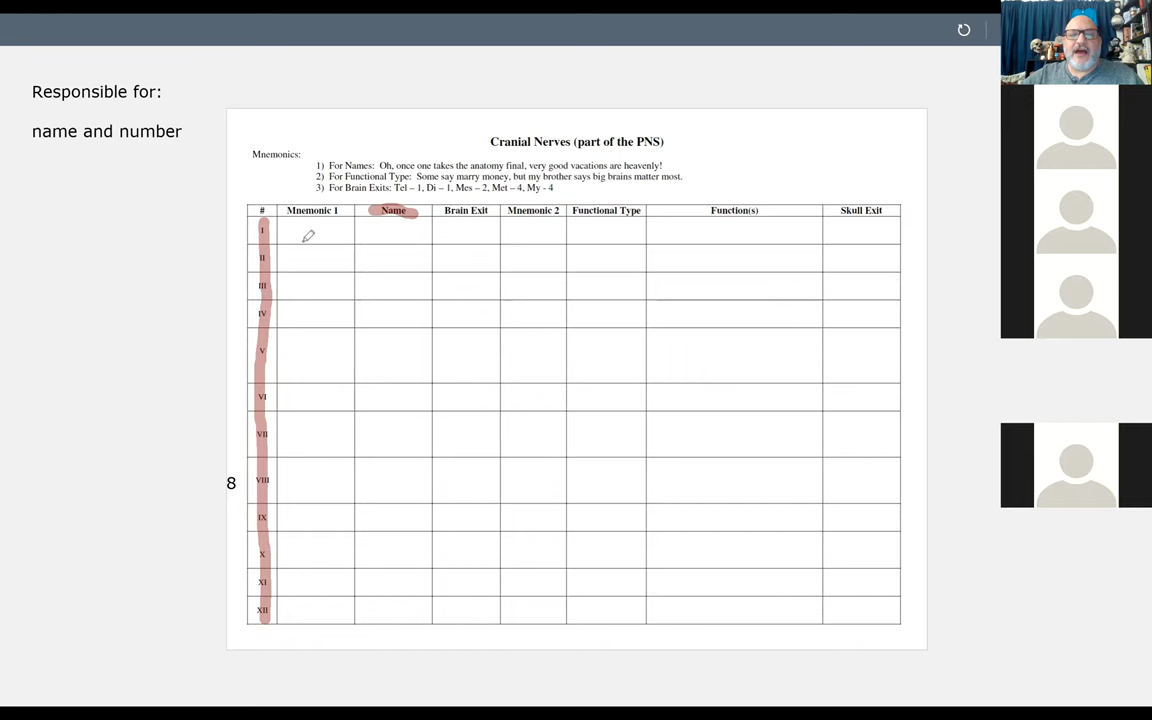 Responsible for:
name and number
Cranial Nerves (part of the PNS)
Mnemonics:
1) For Names: Oh, once one takes the anatomy final, very good vacations are heavenly!
2) For Functional Type: Some say marry money, but my brother says big brains matter most.
3) For Brain Exits: Tel – 1, Di – 1, Mes – 2, Met – 4, My - 4
# Mnemonic 1 Name Brain Exit Mnemonic 2 Functional Type Function(s) Skull Exit
I
II
III
IV
V
VI
VII
8 VIII
IX
X
XI
XII